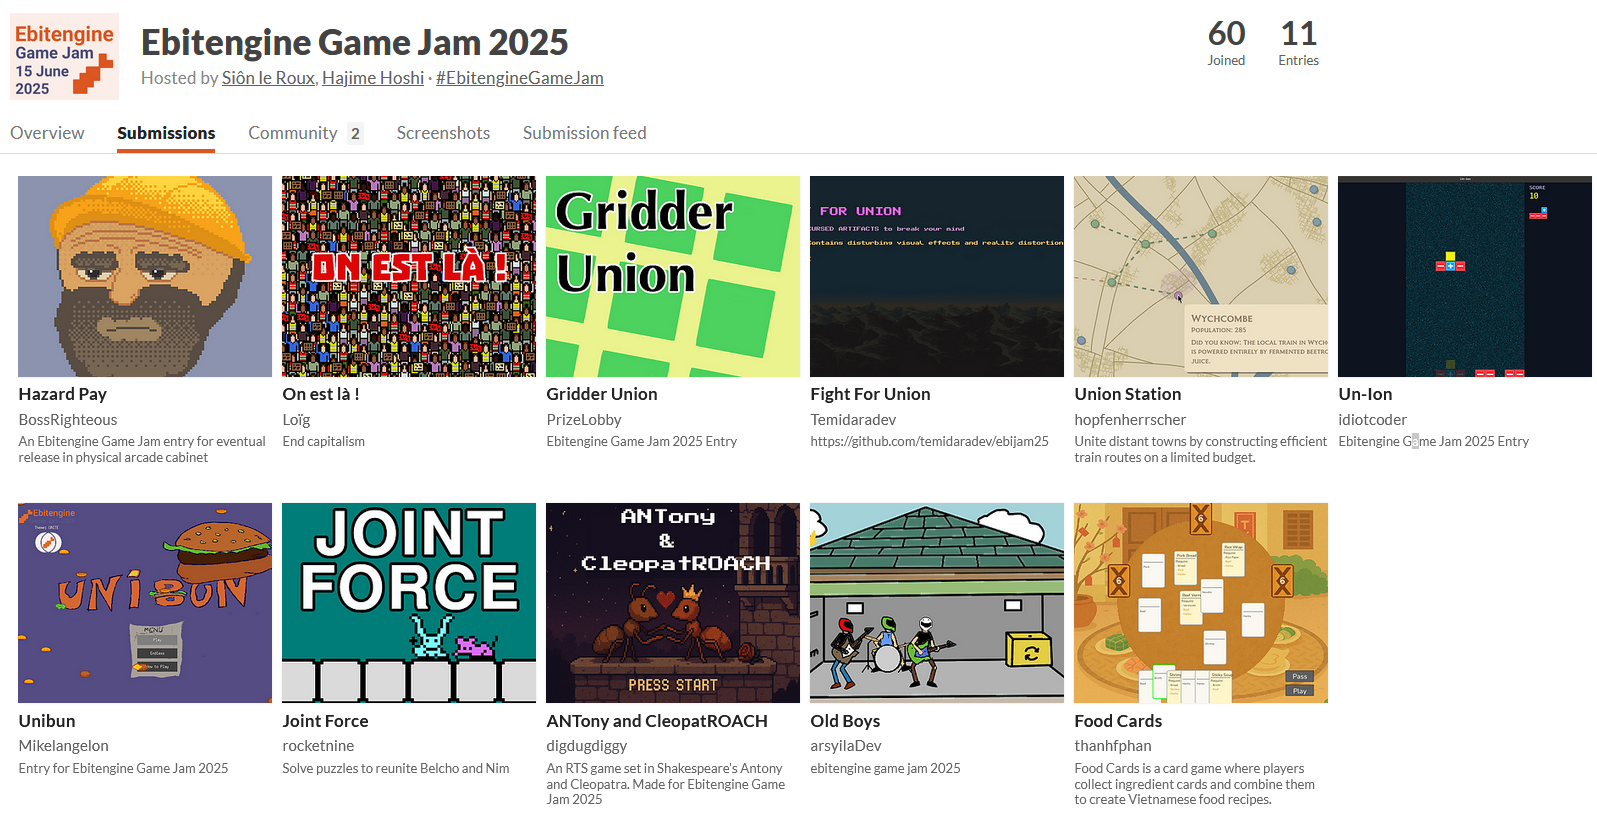 Ebitengine
Game Jam
15 June
2025
Ebitengine Game Jam 2025
Hosted by Siôn le Roux, Hajime Hoshi · #EbitengineGameJam
60
Joined
11
Entries
Overview
Submissions
Community 2
Screenshots
Submission feed
ON EST LÀ !
Gridder
Union
FOR UNION
CURSED ARTIFACTS to break your mind
Contains disturbing visual effects and reality distortion
WYCHCOMBE
POPULATION: 285
DID YOU KNOW: THE LOCAL TRAIN IN WYCH
IS POWERED ENTIRELY BY FERMENTED BEETRO
JUICE.
SCORE
10
Hazard Pay
BossRighteous
An Ebitengine Game Jam entry for eventual
release in physical arcade cabinet
On est là !
Loïg
End capitalism
Gridder Union
PrizeLobby
Ebitengine Game Jam 2025 Entry
Fight For Union
Temidaradev
https://github.com/temidaradev/ebijam25
Union Station
hopfenherrscher
Unite distant towns by constructing efficient
train routes on a limited budget.
Un-Ion
idiotcoder
Ebitengine Game Jam 2025 Entry
Ebitengine
Theme: UNITE
UNIBUN
MENU
Play
Endless
How to Play
JOINT
FORCE
ANTony
&
CleopatROACH
PRESS START
6
6
6
Pass
Play
Unibun
Mikelangelon
Entry for Ebitengine Game Jam 2025
Joint Force
rocketnine
Solve puzzles to reunite Belcho and Nim
ANTony and CleopatROACH
digdugdiggy
An RTS game set in Shakespeare's Antony
and Cleopatra. Made for Ebitengine Game
Jam 2025
Old Boys
arsyilaDev
ebitengine game jam 2025
Food Cards
thanhfphan
Food Cards is a card game where players
collect ingredient cards and combine them
to create Vietnamese food recipes.